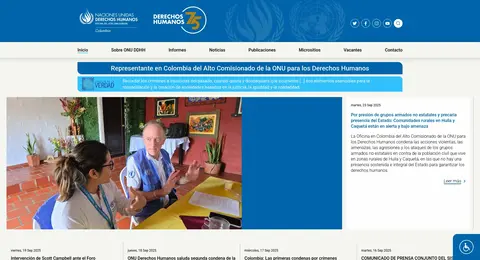 NACIONES UNIDAS
DERECHOS HUMANOS
Colombia
DERECHOS
HUMANOS 75
Inicio
Sobre ONU DDHH
Informes
Noticias
Publicaciones
Micrositios
Vacantes
Contacto
Representante en Colombia del Alto Comisionado de la ONU para los Derechos Humanos
VERDAD
martes, 23 Sep 2025
Por presión de grupos armados no estatales y precaria
presencia del Estado: Comunidades rurales en Huila y
Caquetá están en alerta y bajo amenaza
La Oficina en Colombia del Alto Comisionado de la ONU para
los Derechos Humanos condena las acciones violentas, las
amenazas, las agresiones y los ataques de los grupos
armados no estatales en contra de la población civil que vive
en zonas rurales de Huila y Caquetá, en las que no hay una
presencia sostenida e integral del Estado para garantizar los
derechos humanos.
Leer más
viernes, 19 Sep 2025
Intervención de Scott Campbell ante el Foro
jueves, 18 Sep 2025
ONU Derechos Humanos saluda segunda condena de la
miércoles, 17 Sep 2025
Colombia: Las primeras condenas por crímenes
martes, 16 Sep 2025
COMUNICADO DE PRENSA CONJUNTO DEL SIS